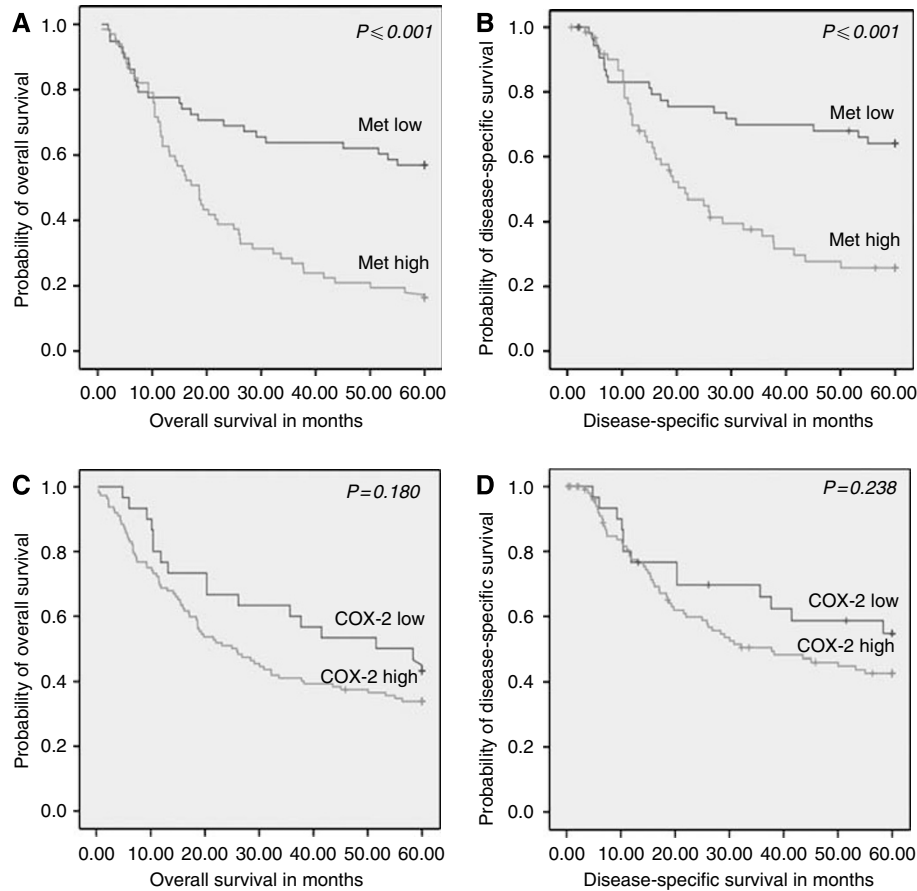 A
P ≤ 0.001
Probability of overall survival
1.0
0.8
0.6
0.4
0.2
0.0
Met low
Met high
0.00 10.00 20.00 30.00 40.00 50.00 60.00
Overall survival in months
B
P ≤ 0.001
Probability of disease-specific survival
1.0
0.8
0.6
0.4
0.2
0.0
Met low
Met high
0.00 10.00 20.00 30.00 40.00 50.00 60.00
Disease-specific survival in months
C
P=0.180
Probability of overall survival
1.0
0.8
0.6
0.4
0.2
0.0
COX-2 low
COX-2 high
0.00 10.00 20.00 30.00 40.00 50.00 60.00
Overall survival in months
D
P=0.238
Probability of disease-specific survival
1.0
0.8
0.6
0.4
0.2
0.0
COX-2 low
COX-2 high
0.00 10.00 20.00 30.00 40.00 50.00 60.00
Disease-specific survival in months